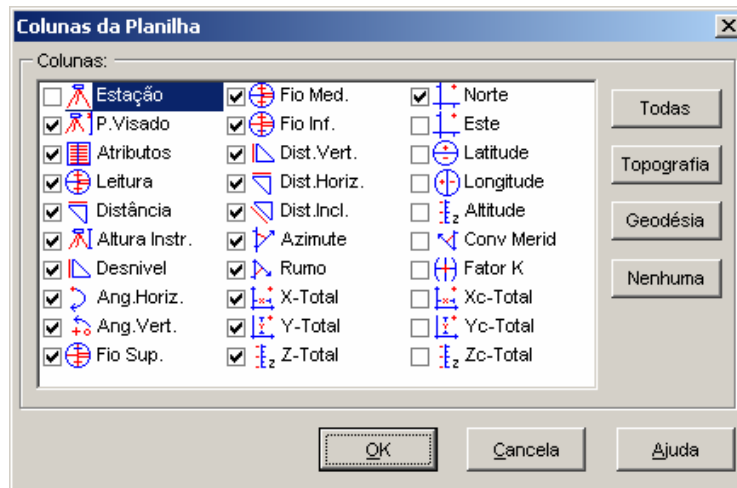 Colunas da Planilha
Colunas:
Estação
P.Visado
Atributos
Leitura
Distância
Altura Instr.
Desnivel
Ang.Horiz.
Ang.Vert.
Fio Sup.
Fio Med.
Fio Inf.
Dist.Vert.
Dist.Horiz.
Dist.Incl.
Azimute
Rumo
X-Total
Y-Total
Z-Total
Norte
Este
Latitude
Longitude
Altitude
Conv Merid
Fator K
Xc-Total
Yc-Total
Zc-Total
Todas
Topografia
Geodésia
Nenhuma
OK
Cancela
Ajuda